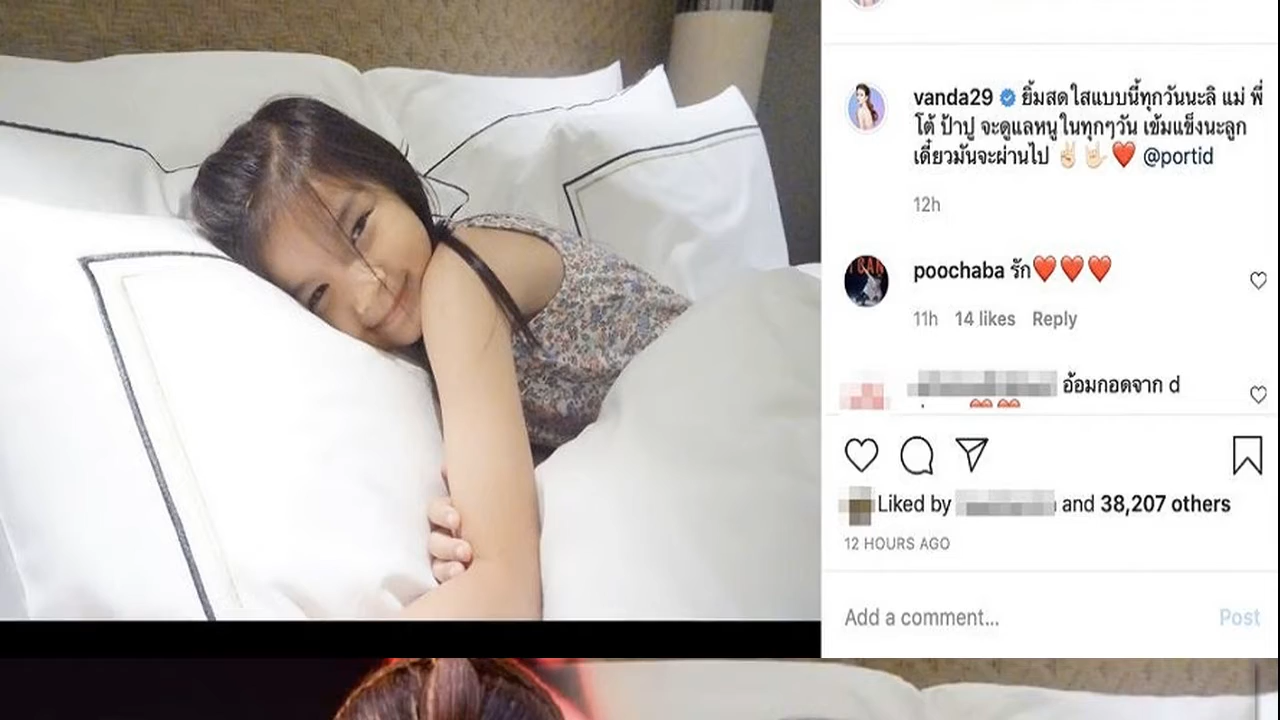 vanda29 ยิ้มสดใสแบบนี้ทุกวันนะลิ แม่ พี่
โต้ ป้าปู จะดูแลหนูในทุกๆวัน เข้มแข็งนะลูก
เดี๋ยวมันจะผ่านไป ✌🏻🤟🏻❤️ @portid
12h
poochaba รัก❤️❤️❤️
11h 14 likes Reply
อ้อมกอดจาก d
Liked by and 38,207 others
12 HOURS AGO
Add a comment... Post